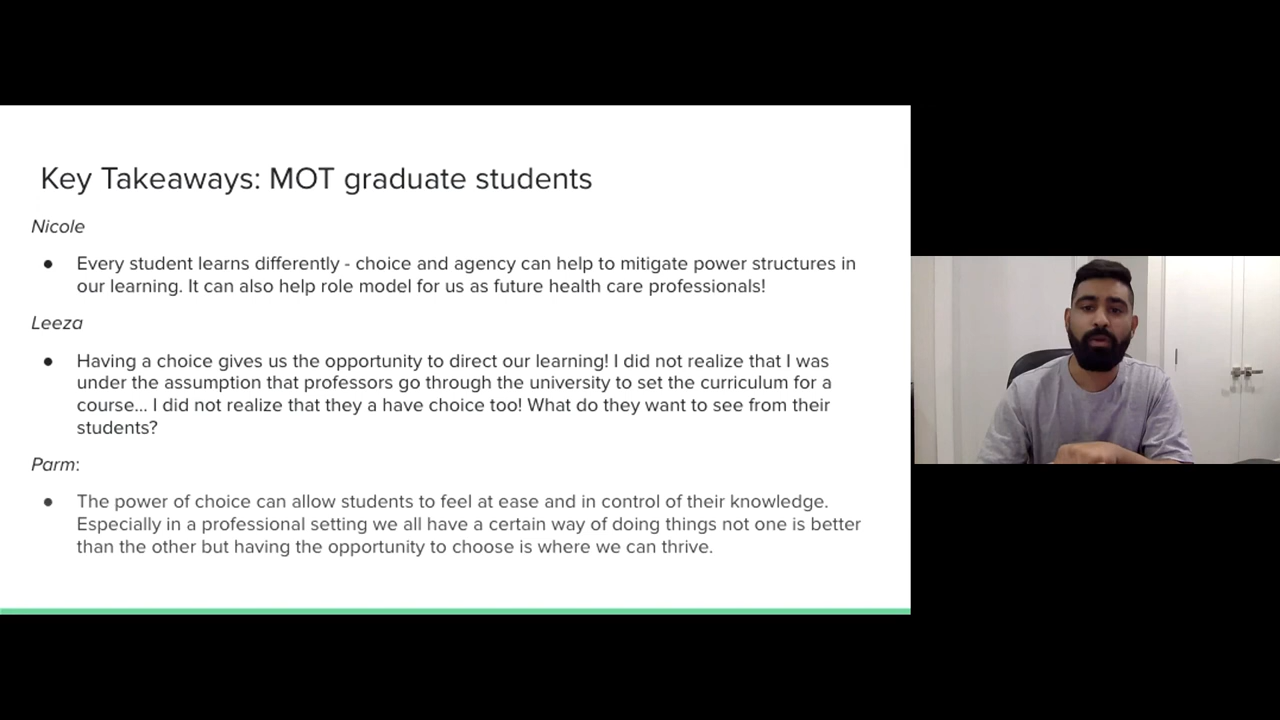 Key Takeaways: MOT graduate students
Nicole
● Every student learns differently - choice and agency can help to mitigate power structures in
our learning. It can also help role model for us as future health care professionals!
Leeza
● Having a choice gives us the opportunity to direct our learning! I did not realize that I was
under the assumption that professors go through the university to set the curriculum for a
course... I did not realize that they a have choice too! What do they want to see from their
students?
Parm:
● The power of choice can allow students to feel at ease and in control of their knowledge.
Especially in a professional setting we all have a certain way of doing things not one is better
than the other but having the opportunity to choose is where we can thrive.